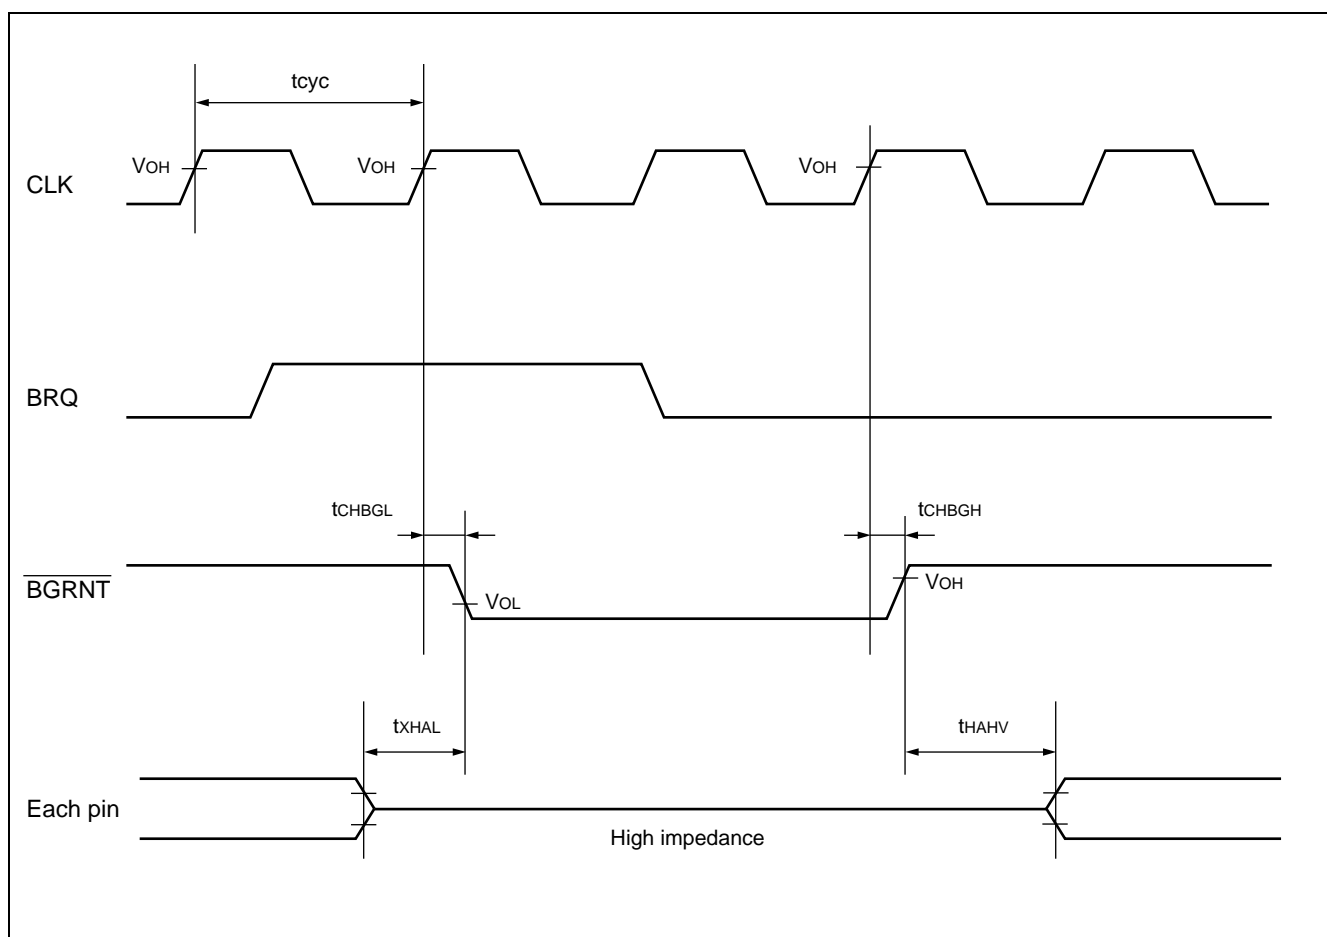 tcyc
VOH
VOH
VOH
CLK
BRQ
tCHBGL
tCHBGH
BGRNT
VOL
VOH
tXHAL
tHAHV
Each pin
High impedance